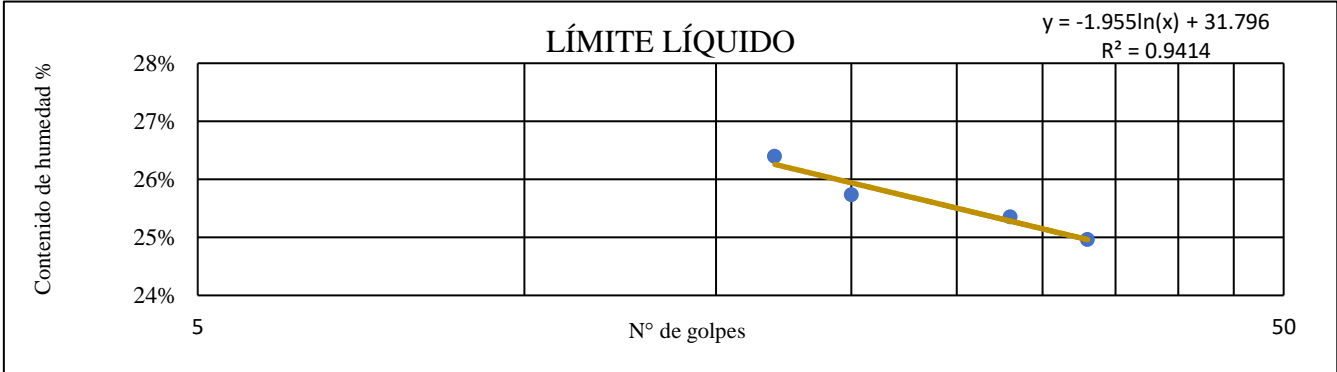 LÍMITE LÍQUIDO
y = -1.955ln(x) + 31.796
R² = 0.9414
Contenido de humedad %
28%
27%
26%
25%
24%
5
50
N° de golpes